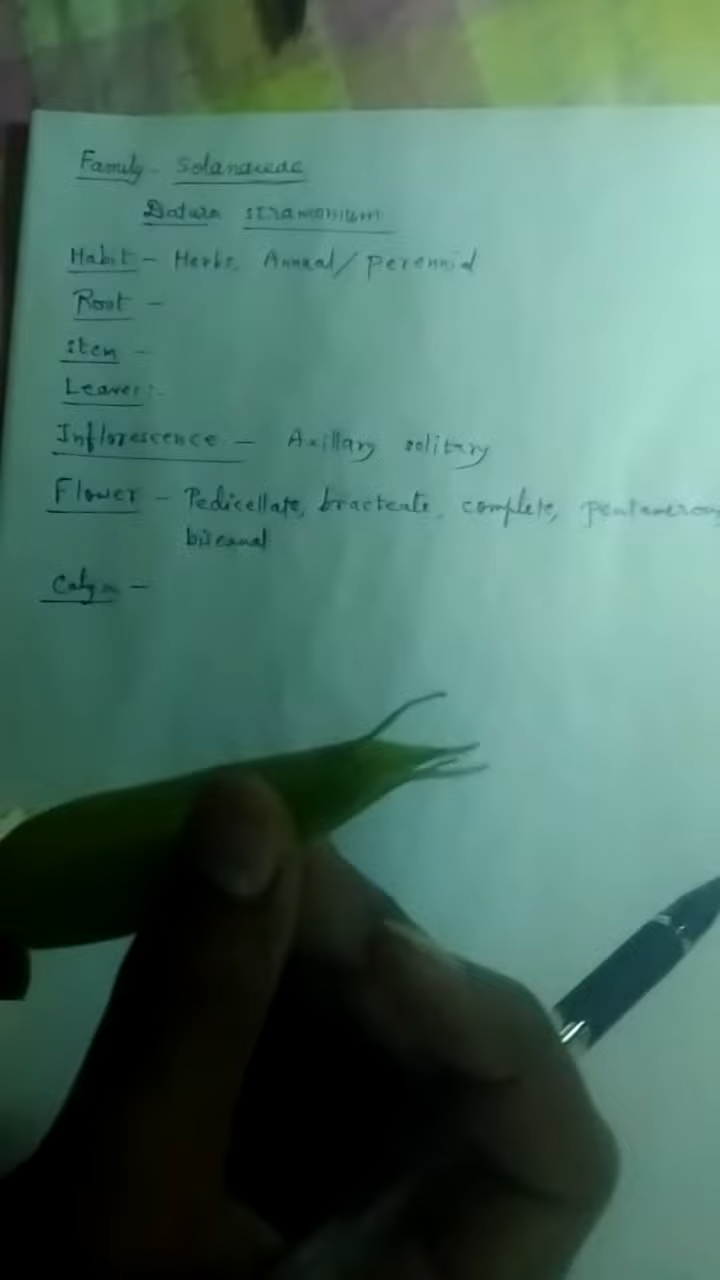 Family - Solanaceae
Datura stramonium
Habit - Herbs, Annual/perennial
Root -
Stem -
Leaves:-
Inflorescence - Axillary solitary
Flower - Pedicellate, bracteate, complete, pentamerous
bisexual
Calyx -